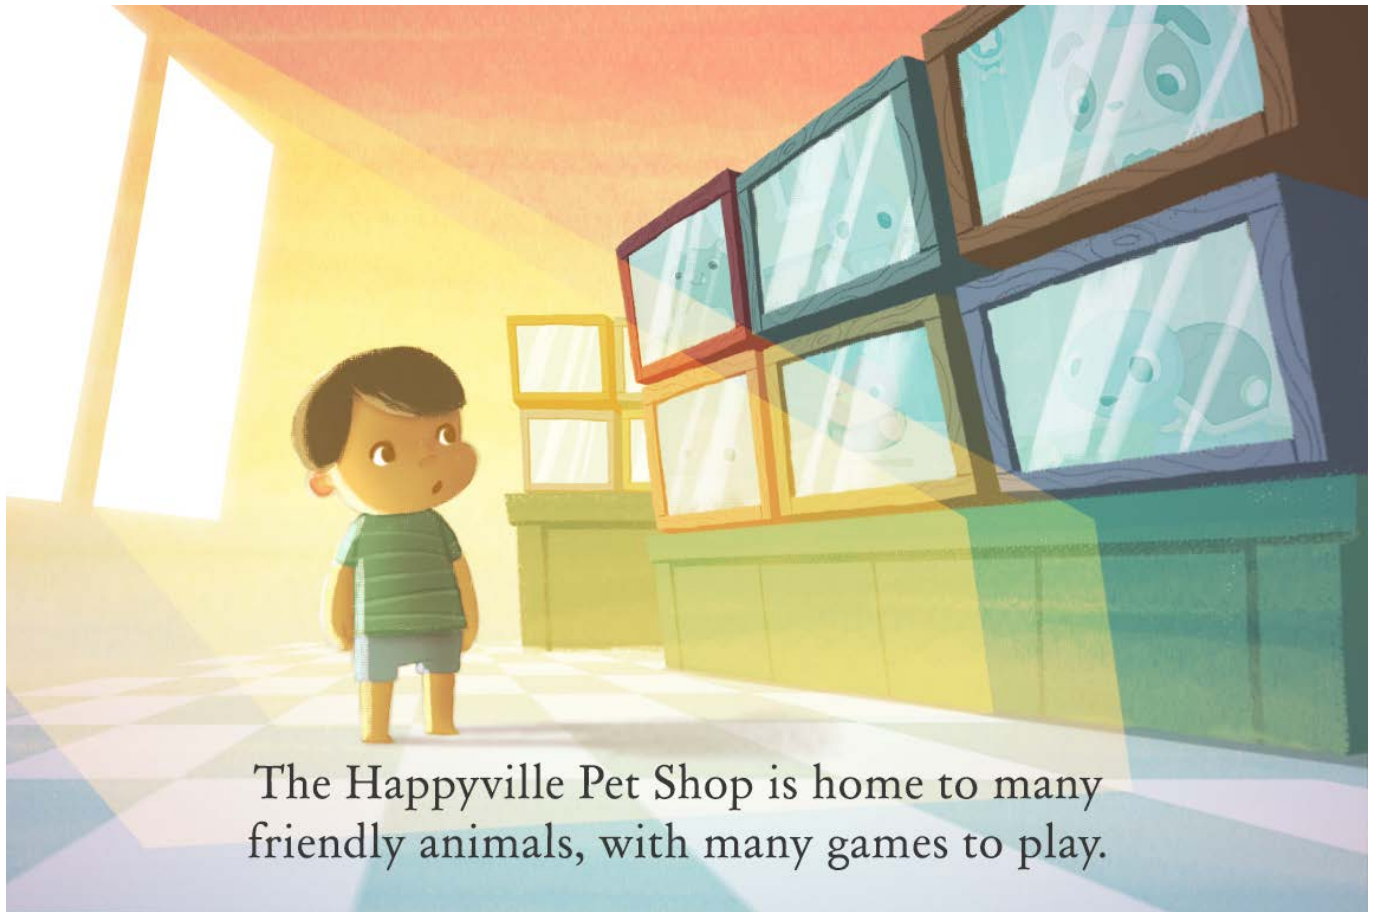 The Happyville Pet Shop is home to many
friendly animals, with many games to play.